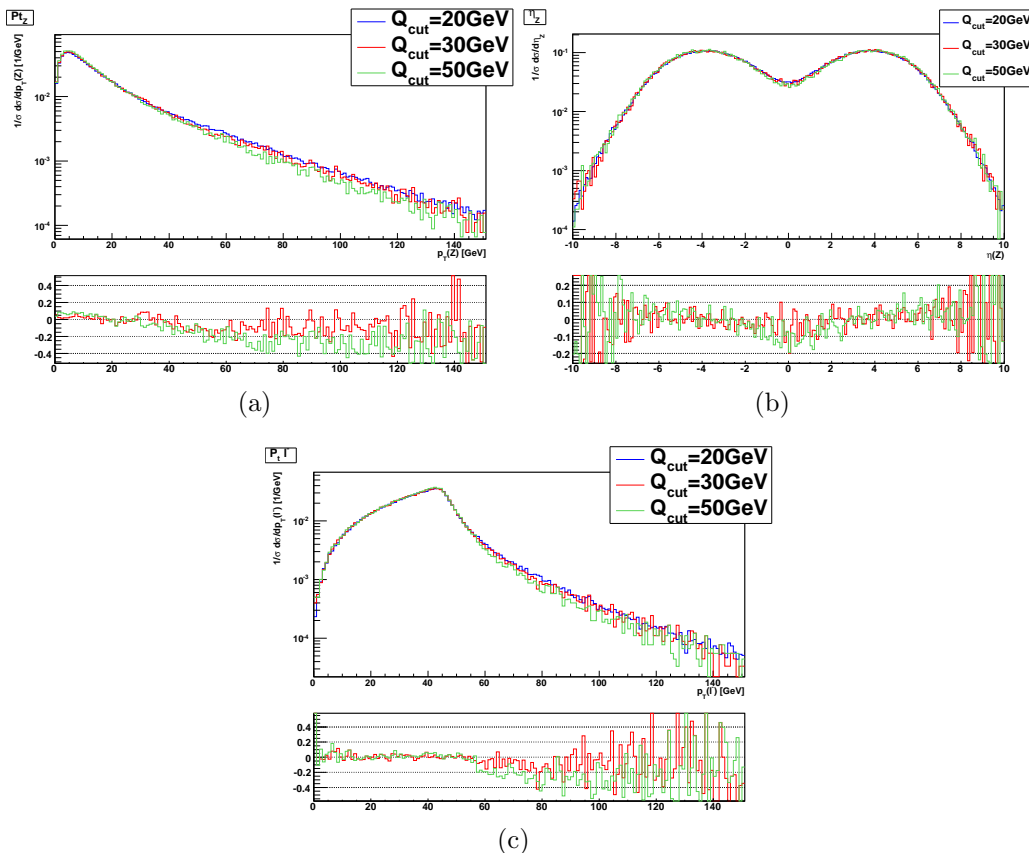 Pt_Z
Q_cut=20GeV
Q_cut=30GeV
Q_cut=50GeV
1/σ dσ/dp_T(Z) [1/GeV]
10⁻²
10⁻³
10⁻⁴
0 20 40 60 80 100 120 140
p_T(Z) [GeV]
0.4
0.2
0
-0.2
-0.4
0 20 40 60 80 100 120 140
(a)
η_Z
Q_cut=20GeV
Q_cut=30GeV
Q_cut=50GeV
1/σ dσ/dη_Z
10⁻¹
10⁻²
10⁻³
10⁻⁴
-10 -8 -6 -4 -2 0 2 4 6 8 10
η(Z)
0.2
0.1
0
-0.1
-0.2
-10 -8 -6 -4 -2 0 2 4 6 8 10
(b)
P_t l⁻
Q_cut=20GeV
Q_cut=30GeV
Q_cut=50GeV
1/σ dσ/dp_T(l⁻) [1/GeV]
10⁻²
10⁻³
10⁻⁴
0 20 40 60 80 100 120 140
p_T(l⁻) [GeV]
0.4
0.2
0
-0.2
-0.4
0 20 40 60 80 100 120 140
(c)